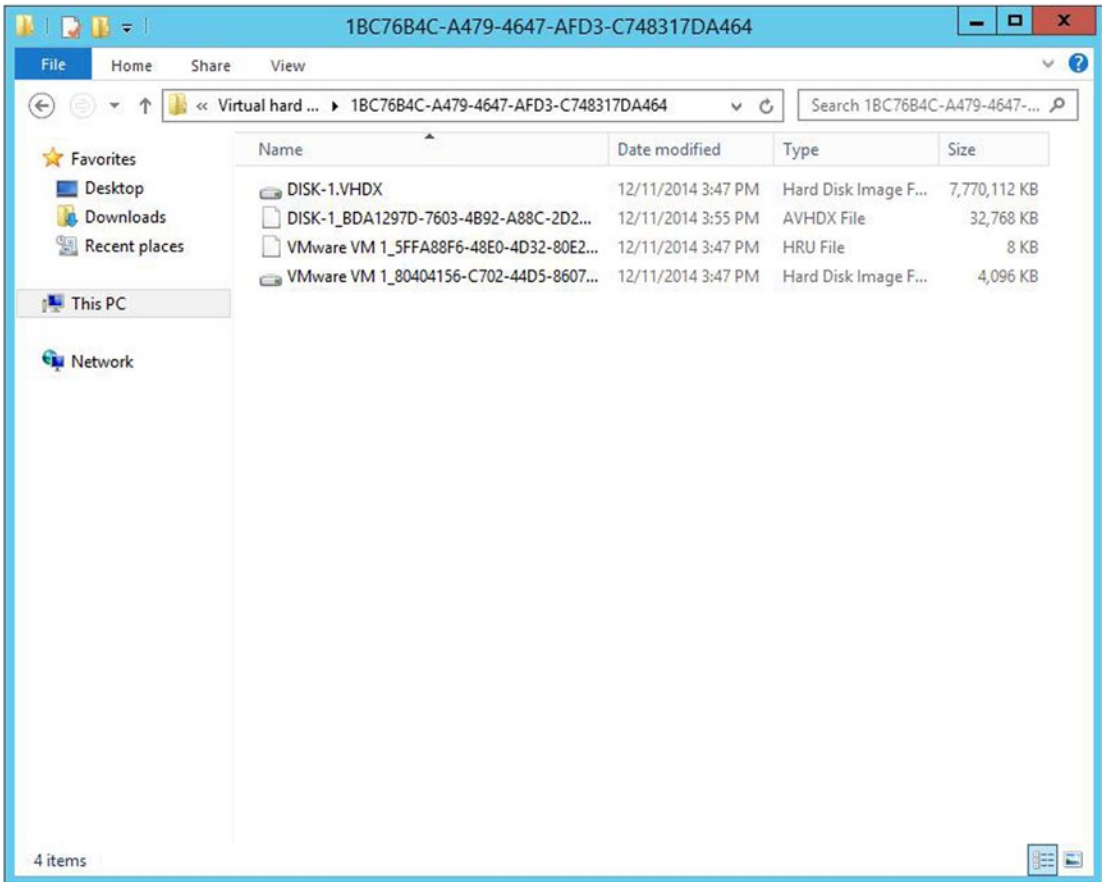 1BC76B4C-A479-4647-AFD3-C748317DA464
File Home Share View
« Virtual hard ... 1BC76B4C-A479-4647-AFD3-C748317DA464 Search 1BC76B4C-A479-4647-...
Name Date modified Type Size
Favorites
Desktop
Downloads
Recent places
This PC
Network
DISK-1.VHDX 12/11/2014 3:47 PM Hard Disk Image F... 7,770,112 KB
DISK-1_BDA1297D-7603-4B92-A88C-2D2... 12/11/2014 3:55 PM AVHDX File 32,768 KB
VMware VM 1_5FFA88F6-48E0-4D32-80E2... 12/11/2014 3:47 PM HRU File 8 KB
VMware VM 1_80404156-C702-44D5-8607... 12/11/2014 3:47 PM Hard Disk Image F... 4,096 KB
4 items